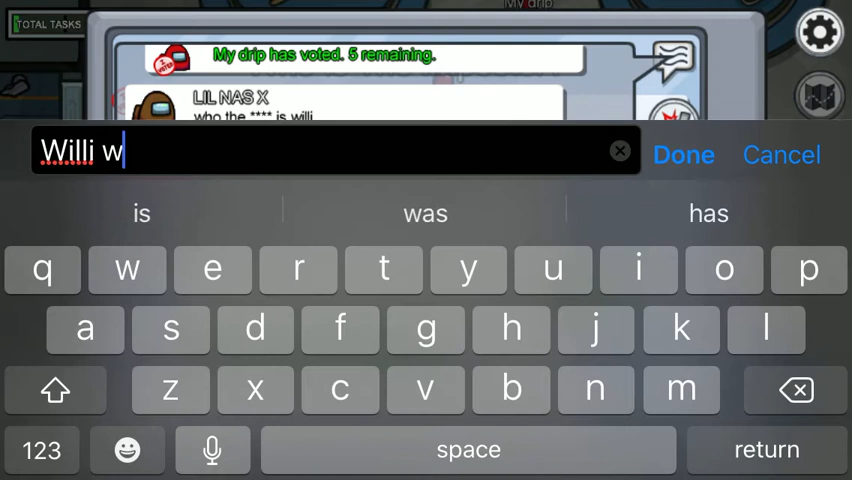 My drip
TOTAL TASKS
I VOTED
My drip has voted. 5 remaining.
LIL NAS X
who the **** is willi
Willi w
Done
Cancel
is was has
q w e r t y u i o p
a s d f g h j k l
z x c v b n m
123 space return